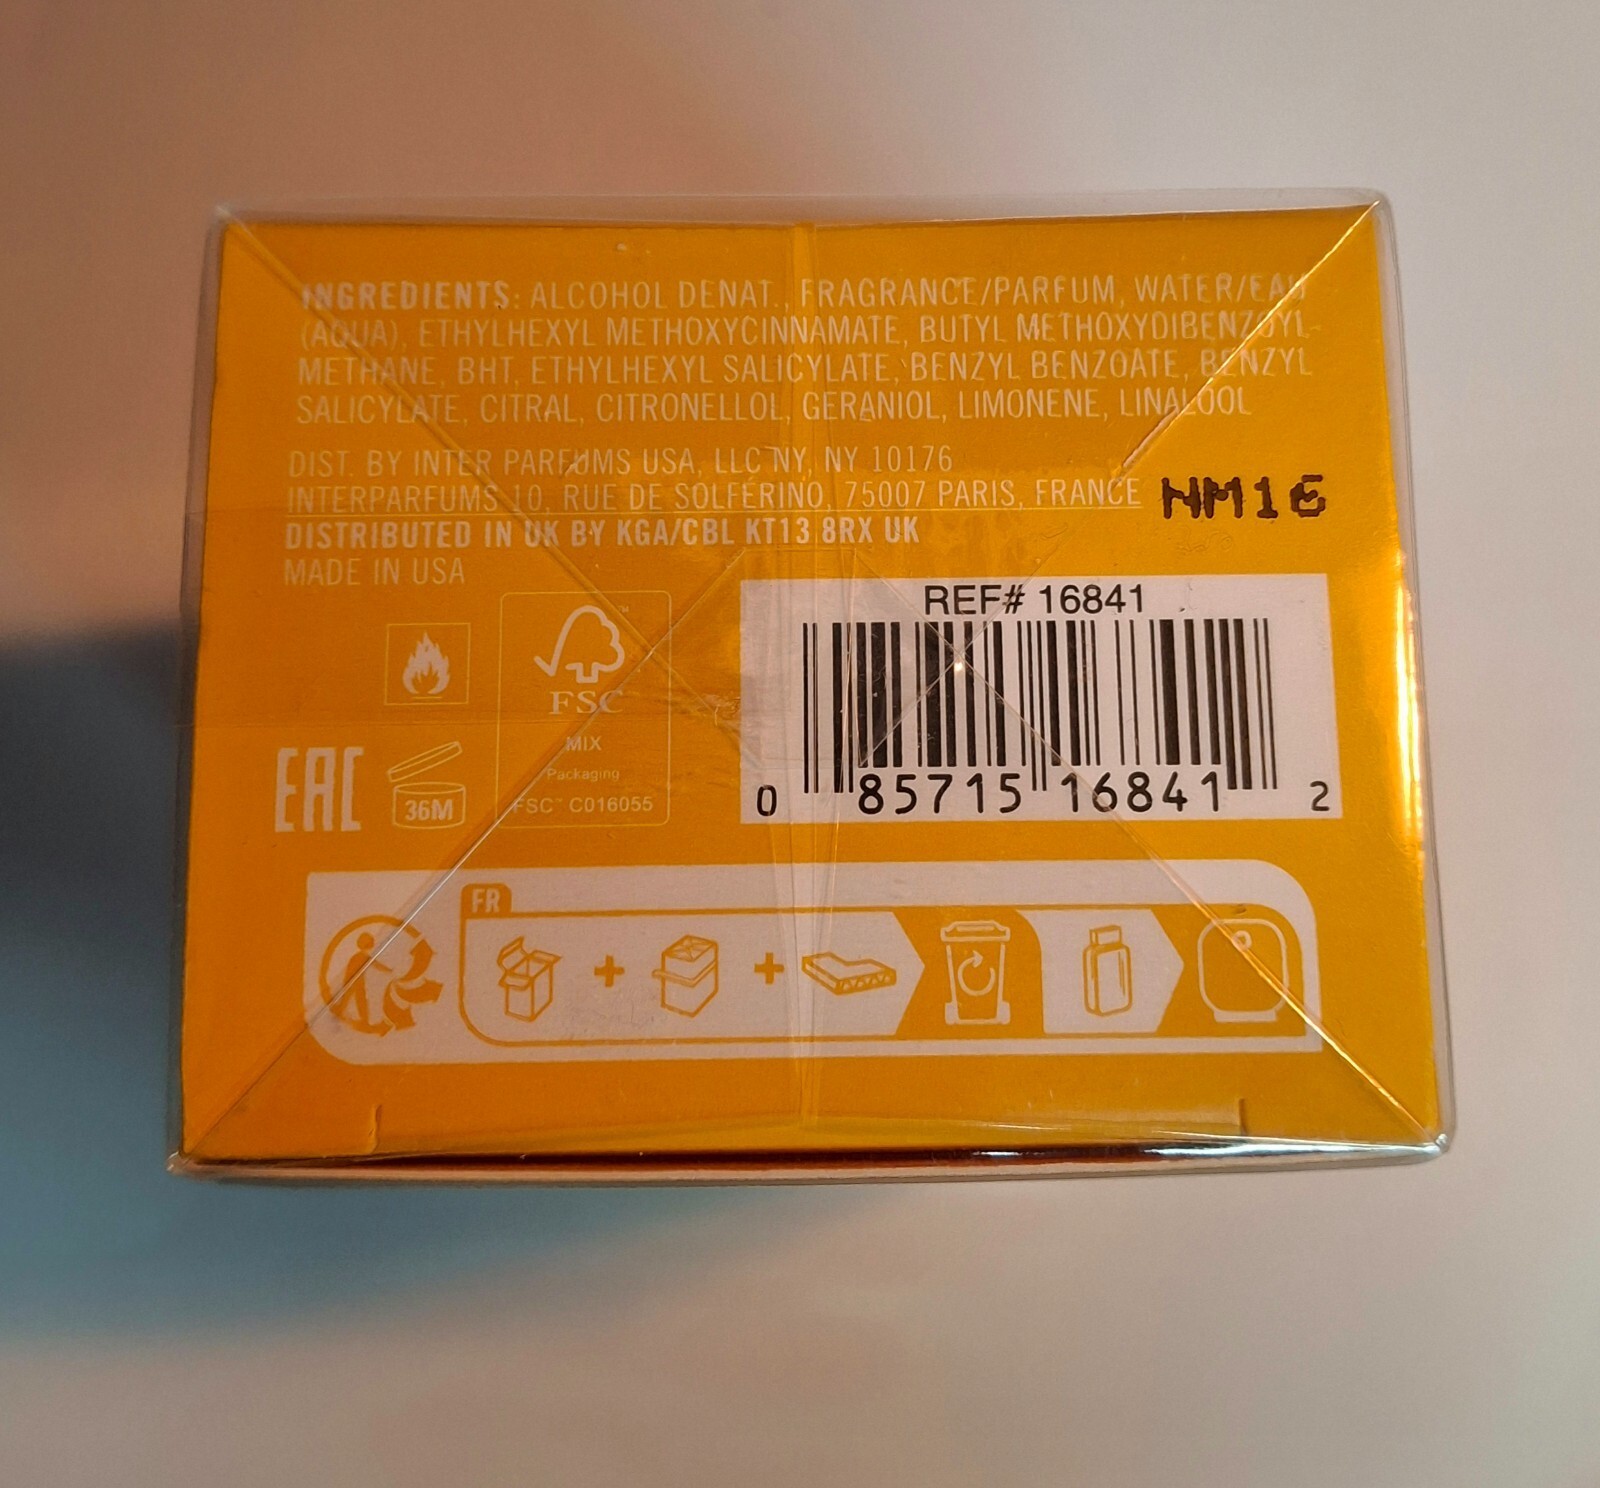 INGREDIENTS: ALCOHOL DENAT., FRAGRANCE/PARFUM, WATER/EAU
(AQUA), ETHYLHEXYL METHOXYCINNAMATE, BUTYL METHOXYDIBENZOYL-
METHANE, BHT, ETHYLHEXYL SALICYLATE, BENZYL BENZOATE, BENZYL
SALICYLATE, CITRAL, CITRONELLOL, GERANIOL, LIMONENE, LINALOOL
DIST. BY INTER PARFUMS USA, LLC NY, NY 10176
INTERPARFUMS 10, RUE DE SOLFÉRINO, 75007 PARIS, FRANCE
NM16
DISTRIBUTED IN UK BY KGA/CBL KT13 8RX UK
MADE IN USA
REF# 16841
0 85715 16841 2
FSC
MIX
Packaging
FSC™ C016055
EAC
36M
FR